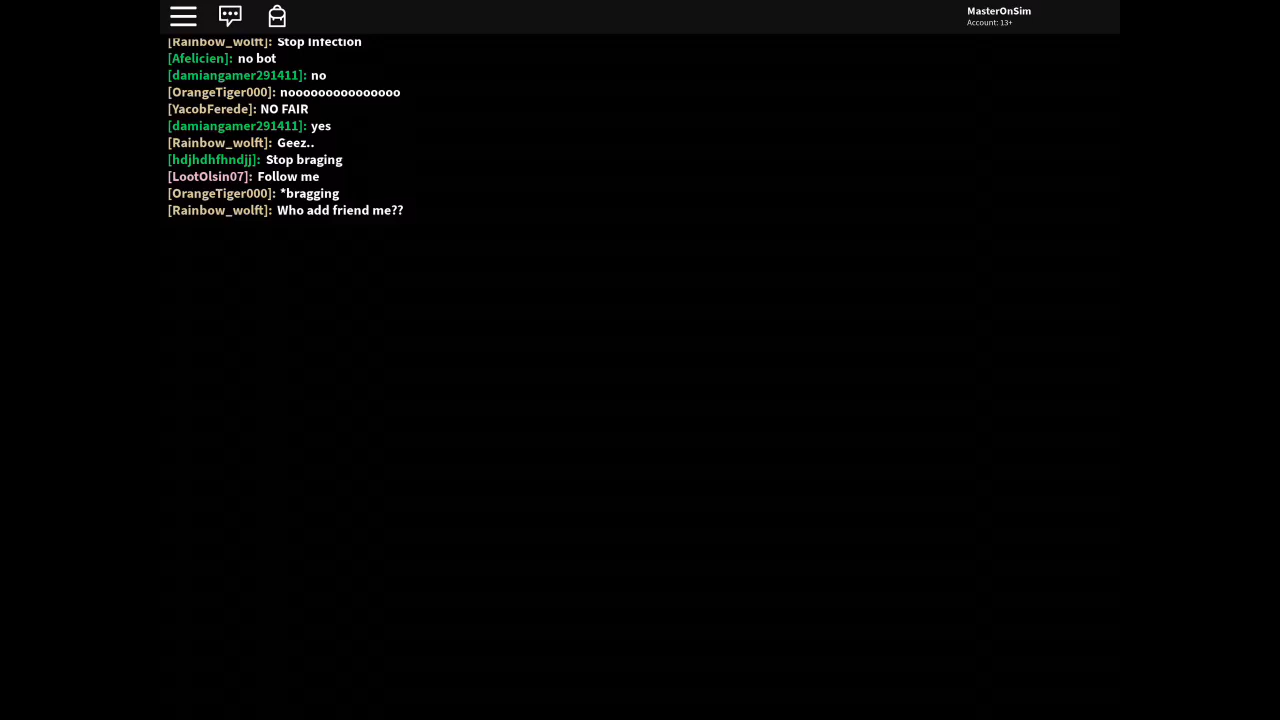 MasterOnSim
Account: 13+
[Rainbow_wolft]: Stop Infection
[Afelicien]: no bot
[damiangamer291411]: no
[OrangeTiger000]: nooooooooooooooo
[YacobFerede]: NO FAIR
[damiangamer291411]: yes
[Rainbow_wolft]: Geez..
[hdjhdhfhndjj]: Stop braging
[LootOlsin07]: Follow me
[OrangeTiger000]: *bragging
[Rainbow_wolft]: Who add friend me??